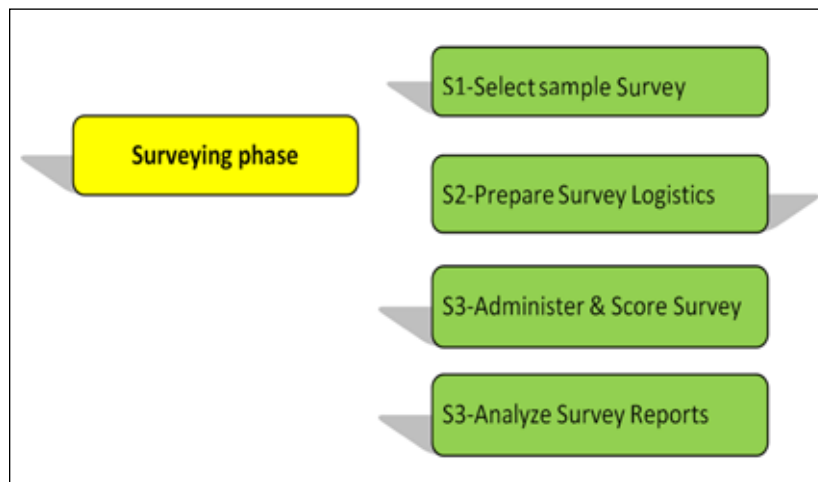 Surveying phase
S1-Select sample Survey
S2-Prepare Survey Logistics
S3-Administer & Score Survey
S3-Analyze Survey Reports